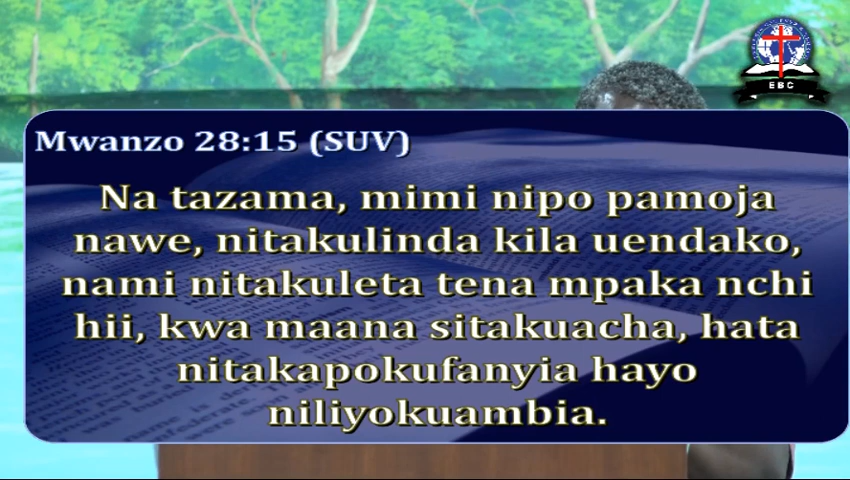 EBC
Mwanzo 28:15 (SUV)
Na tazama, mimi nipo pamoja
nawe, nitakulinda kila uendako,
nami nitakuleta tena mpaka nchi
hii, kwa maana sitakuacha, hata
nitakapokufanyia hayo
niliyokuambia.